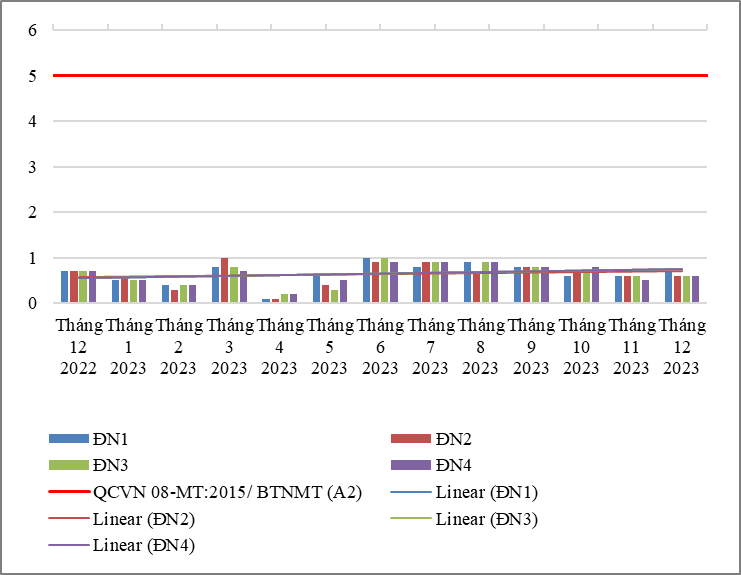 6
5
4
3
2
1
0
Tháng Tháng Tháng Tháng Tháng Tháng Tháng Tháng Tháng Tháng Tháng Tháng Tháng
12 1 2 3 4 5 6 7 8 9 10 11 12
2022 2023 2023 2023 2023 2023 2023 2023 2023 2023 2023 2023 2023
ĐN1 ĐN2
ĐN3 ĐN4
QCVN 08-MT:2015/ BTNMT (A2) Linear (ĐN1)
Linear (ĐN2) Linear (ĐN3)
Linear (ĐN4)